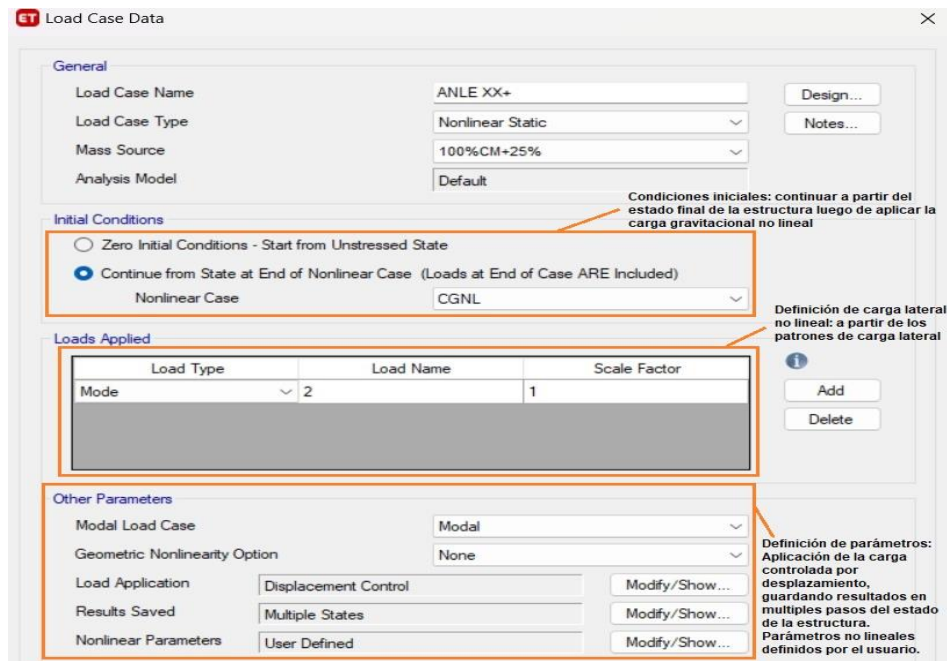 ET Load Case Data
General
Load Case Name ANLE XX+ Design...
Load Case Type Nonlinear Static Notes...
Mass Source 100%CM+25%
Analysis Model Default
Condiciones iniciales: continuar a partir del
estado final de la estructura luego de aplicar la
carga gravitacional no lineal
Initial Conditions
Zero Initial Conditions - Start from Unstressed State
Continue from State at End of Nonlinear Case (Loads at End of Case ARE Included)
Nonlinear Case CGNL
Definición de carga lateral
no lineal: a partir de los
patrones de carga lateral
Loads Applied
Load Type Load Name Scale Factor
Mode 2 1
Add
Delete
Other Parameters
Modal Load Case Modal
Geometric Nonlinearity Option None
Load Application Displacement Control Modify/Show...
Results Saved Multiple States Modify/Show...
Nonlinear Parameters User Defined Modify/Show...
Definición de parámetros:
Aplicación de la carga
controlada por
desplazamiento,
guardando resultados en
multiples pasos del estado
de la estructura.
Parámetros no lineales
definidos por el usuario.